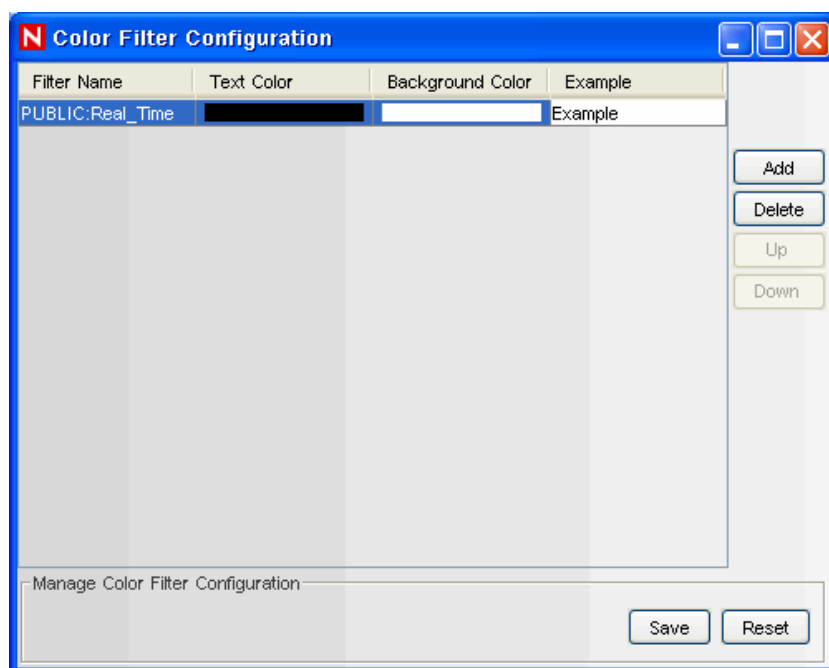 N Color Filter Configuration
Filter Name Text Color Background Color Example
PUBLIC:Real_Time Example
Add
Delete
Up
Down
Manage Color Filter Configuration
Save Reset